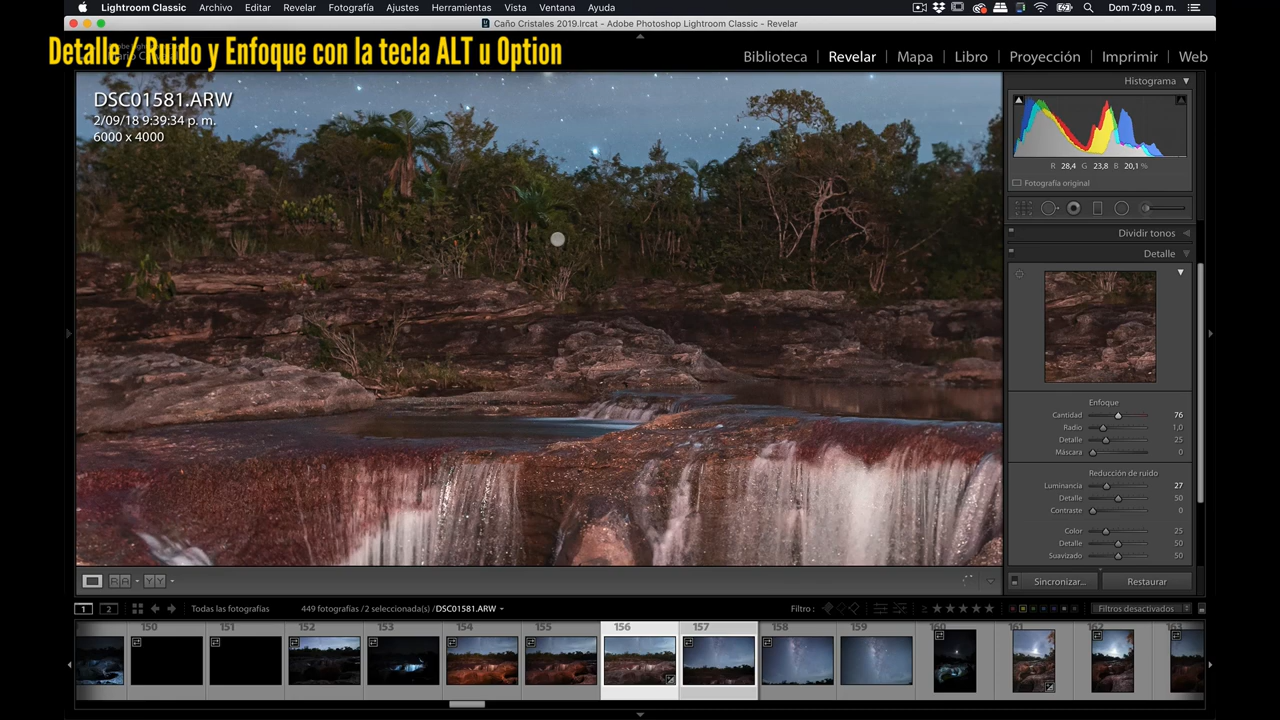 Lightroom Classic Archivo Editar Revelar Fotografía Ajustes Herramientas Vista Ventana Ayuda Dom 7:09 p. m.
Caño Cristales 2019.lrcat - Adobe Photoshop Lightroom Classic - Revelar
Detalle / Ruido y Enfoque con la tecla ALT u Option
Biblioteca Revelar Mapa Libro Proyección Imprimir Web
DSC01581.ARW
2/09/18 9:39:34 p. m.
6000 x 4000
Histograma
R 28,4 G 23,8 B 20,1 %
Fotografía original
Dividir tonos
Detalle
Enfoque
Cantidad 76
Radio 1,0
Detalle 25
Máscara 0
Reducción de ruido
Luminancia 27
Detalle 50
Contraste 0
Color 25
Detalle 50
Suavizado 50
Sincronizar... Restaurar
R A Y Y
1 2 Todas las fotografías 449 fotografías /2 seleccionada(s) /DSC01581.ARW Filtro : Filtros desactivados
150 151 152 153 154 155 156 157 158 159 160 161 162 163